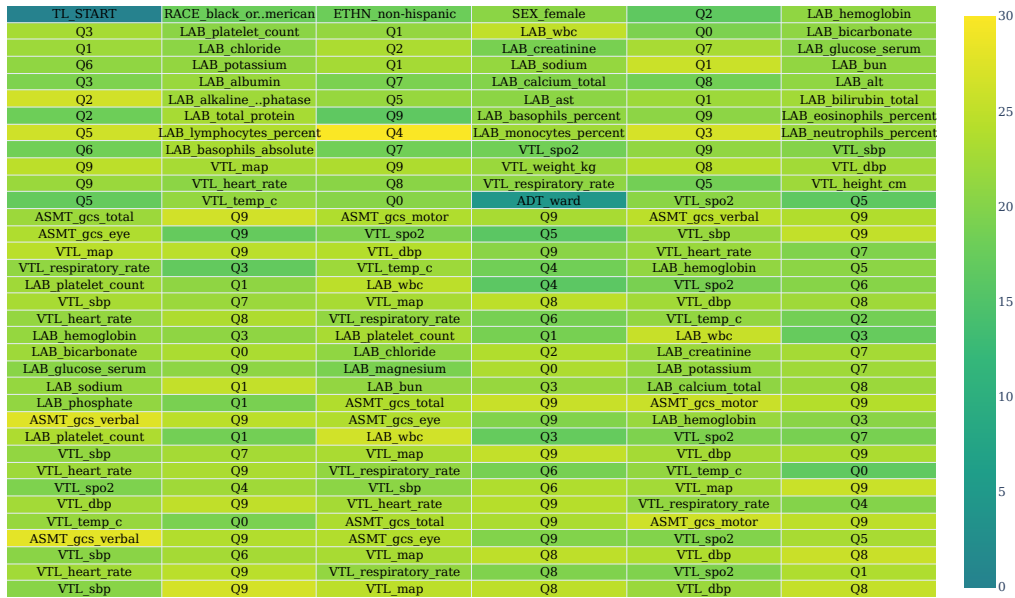 TL_START RACE_black_or..merican ETHN_non-hispanic SEX_female Q2 LAB_hemoglobin
Q3 LAB_platelet_count Q1 LAB_wbc Q0 LAB_bicarbonate
Q1 LAB_chloride Q2 LAB_creatinine Q7 LAB_glucose_serum
Q6 LAB_potassium Q1 LAB_sodium Q1 LAB_bun
Q3 LAB_albumin Q7 LAB_calcium_total Q8 LAB_alt
Q2 LAB_alkaline_..phatase Q5 LAB_ast Q1 LAB_bilirubin_total
Q2 LAB_total_protein Q9 LAB_basophils_percent Q9 LAB_eosinophils_percent
Q5 LAB_lymphocytes_percent Q4 LAB_monocytes_percent Q3 LAB_neutrophils_percent
Q6 LAB_basophils_absolute Q7 VTL_spo2 Q9 VTL_sbp
Q9 VTL_map Q9 VTL_weight_kg Q8 VTL_dbp
Q9 VTL_heart_rate Q8 VTL_respiratory_rate Q5 VTL_height_cm
Q5 VTL_temp_c Q0 ADT_ward VTL_spo2 Q5
ASMT_gcs_total Q9 ASMT_gcs_motor Q9 ASMT_gcs_verbal Q9
ASMT_gcs_eye Q9 VTL_spo2 Q5 VTL_sbp Q9
VTL_map Q9 VTL_dbp Q9 VTL_heart_rate Q7
VTL_respiratory_rate Q3 VTL_temp_c Q4 LAB_hemoglobin Q5
LAB_platelet_count Q1 LAB_wbc Q4 VTL_spo2 Q6
VTL_sbp Q7 VTL_map Q8 VTL_dbp Q8
VTL_heart_rate Q8 VTL_respiratory_rate Q6 VTL_temp_c Q2
LAB_hemoglobin Q3 LAB_platelet_count Q1 LAB_wbc Q3
LAB_bicarbonate Q0 LAB_chloride Q2 LAB_creatinine Q7
LAB_glucose_serum Q9 LAB_magnesium Q0 LAB_potassium Q7
LAB_sodium Q1 LAB_bun Q3 LAB_calcium_total Q8
LAB_phosphate Q1 ASMT_gcs_total Q9 ASMT_gcs_motor Q9
ASMT_gcs_verbal Q9 ASMT_gcs_eye Q9 LAB_hemoglobin Q3
LAB_platelet_count Q1 LAB_wbc Q3 VTL_spo2 Q7
VTL_sbp Q7 VTL_map Q9 VTL_dbp Q9
VTL_heart_rate Q9 VTL_respiratory_rate Q6 VTL_temp_c Q0
VTL_spo2 Q4 VTL_sbp Q6 VTL_map Q9
VTL_dbp Q9 VTL_heart_rate Q9 VTL_respiratory_rate Q4
VTL_temp_c Q0 ASMT_gcs_total Q9 ASMT_gcs_motor Q9
ASMT_gcs_verbal Q9 ASMT_gcs_eye Q9 VTL_spo2 Q5
VTL_sbp Q6 VTL_map Q8 VTL_dbp Q8
VTL_heart_rate Q9 VTL_respiratory_rate Q8 VTL_spo2 Q1
VTL_sbp Q9 VTL_map Q8 VTL_dbp Q8
30
25
20
15
10
5
0